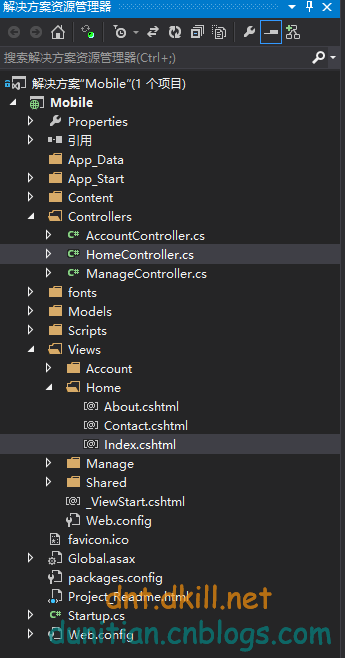 解决方案资源管理器
搜索解决方案资源管理器(Ctrl+;)
解决方案"Mobile"(1 个项目)
Mobile
Properties
引用
App_Data
App_Start
Content
Controllers
C# AccountController.cs
C# HomeController.cs
C# ManageController.cs
fonts
Models
Scripts
Views
Account
Home
[@] About.cshtml
[@] Contact.cshtml
[@] Index.cshtml
Manage
Shared
[@] _ViewStart.cshtml
Web.config
favicon.ico
Global.asax
packages.config
Project_Readme.html
C# Startup.cs
Web.config
dnt.dkill.net
dunitian.cnblogs.com